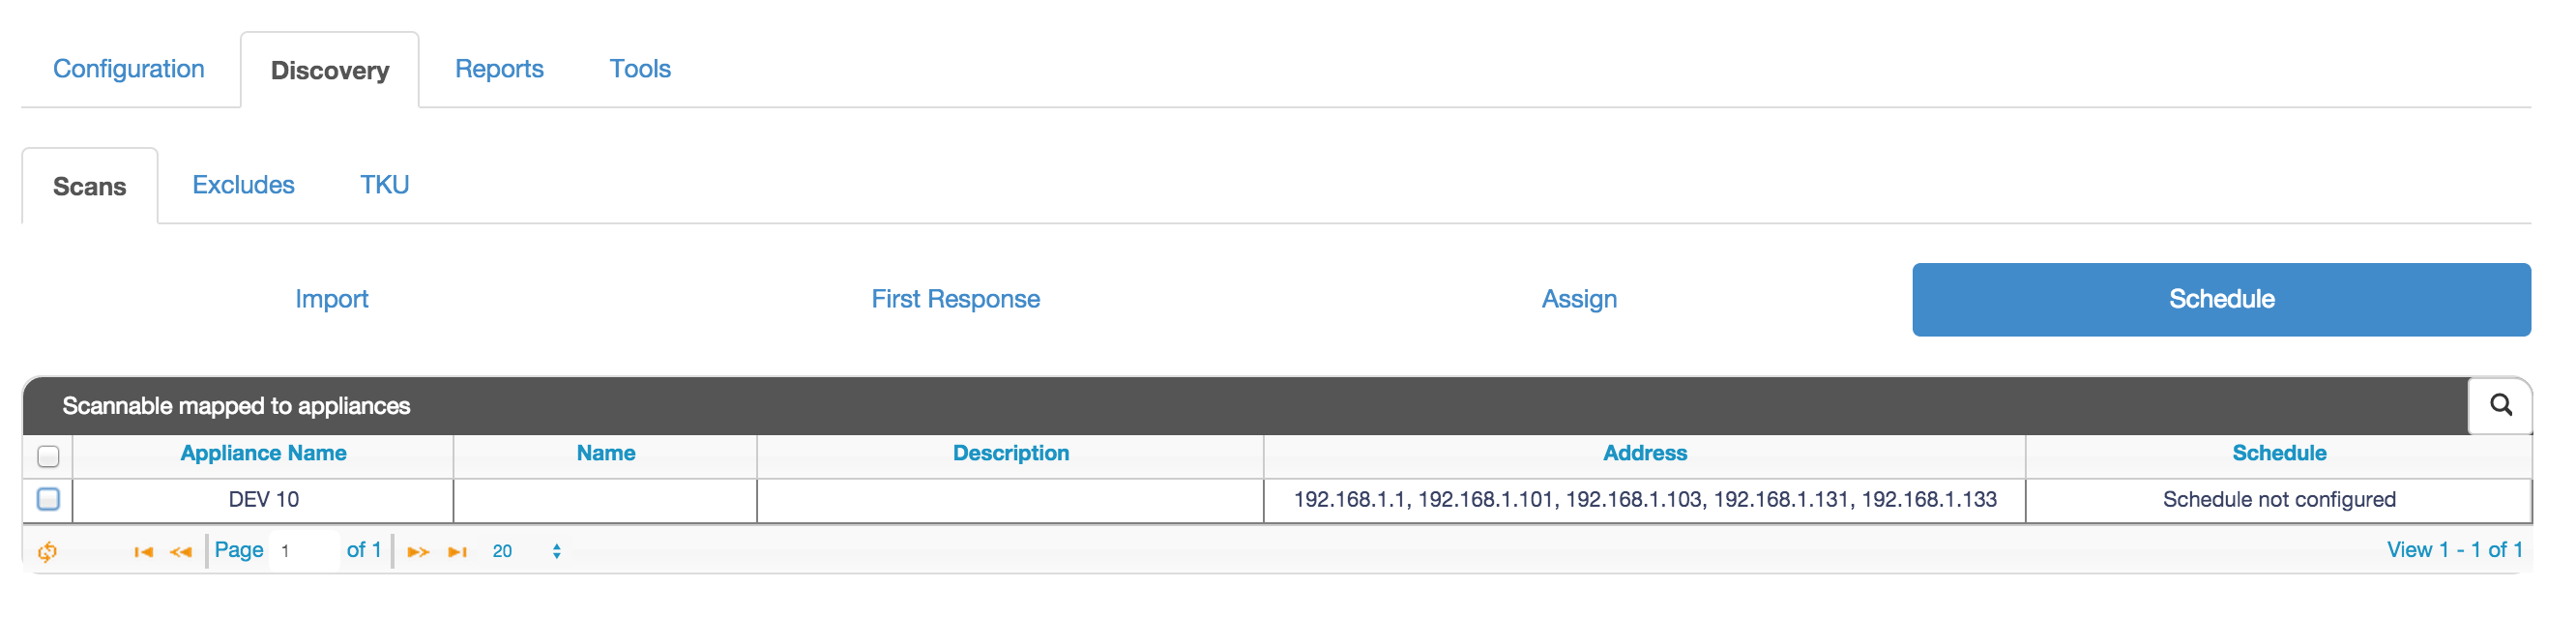 Configuration Discovery Reports Tools
Scans Excludes TKU
Import First Response Assign Schedule
Scannable mapped to appliances
Appliance Name Name Description Address Schedule
DEV 10 192.168.1.1, 192.168.1.101, 192.168.1.103, 192.168.1.131, 192.168.1.133 Schedule not configured
Page 1 of 1 20 View 1 - 1 of 1